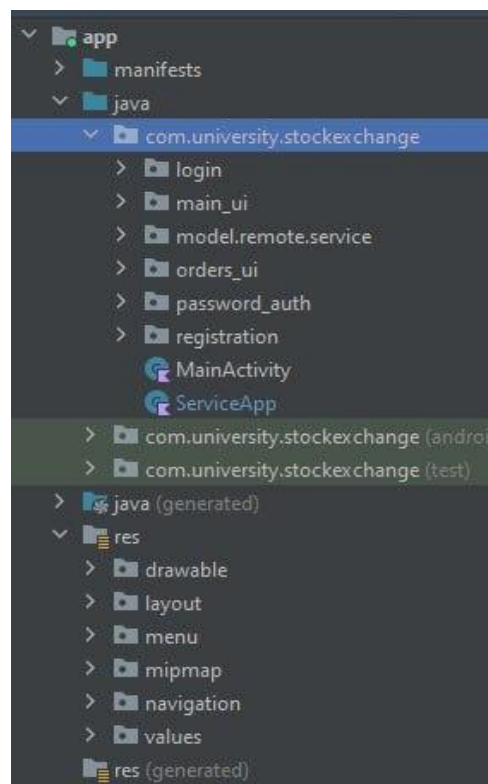 app
manifests
java
com.university.stockexchange
login
main_ui
model.remote.service
orders_ui
password_auth
registration
MainActivity
ServiceApp
com.university.stockexchange (androi
com.university.stockexchange (test)
java (generated)
res
drawable
layout
menu
mipmap
navigation
values
res (generated)